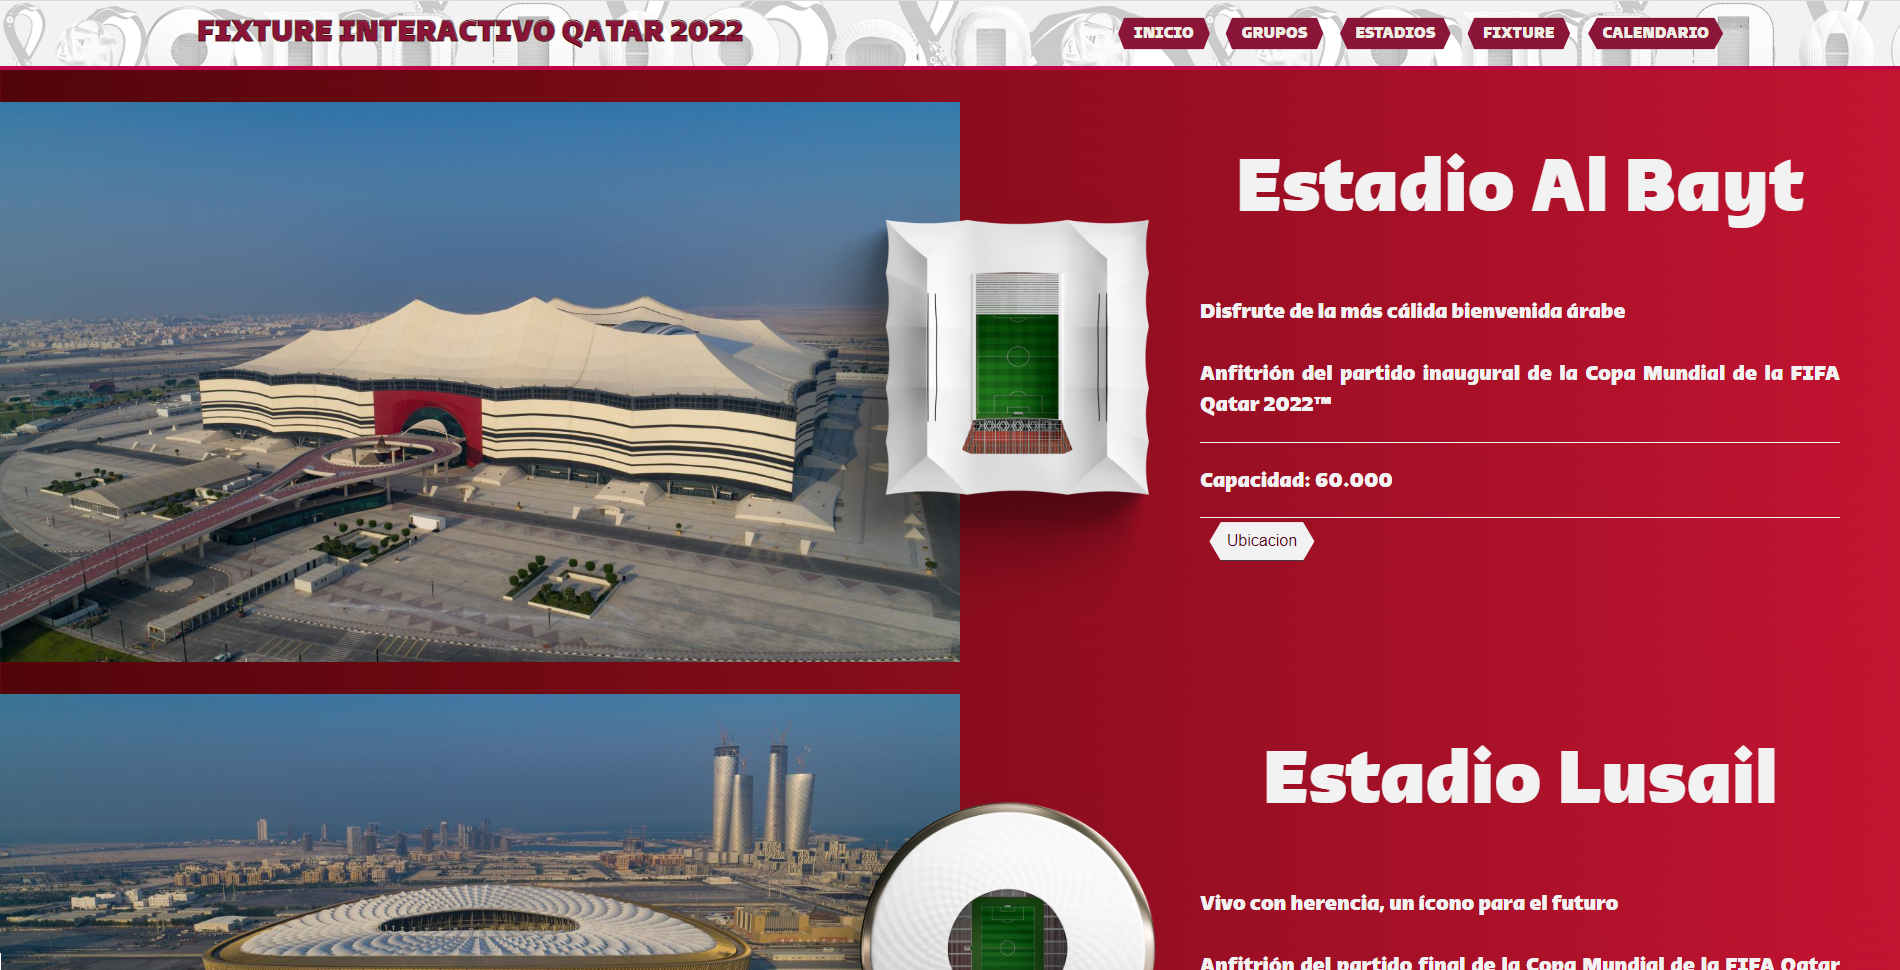 FIXTURE INTERACTIVO QATAR 2022
INICIO
GRUPOS
ESTADIOS
FIXTURE
CALENDARIO
Estadio Al Bayt
Disfrute de la más cálida bienvenida árabe
Anfitrión del partido inaugural de la Copa Mundial de la FIFA
Qatar 2022™
Capacidad: 60.000
Ubicacion
Estadio Lusail
Vivo con herencia, un ícono para el futuro
Anfitrión del partido final de la Copa Mundial de la FIFA Qatar